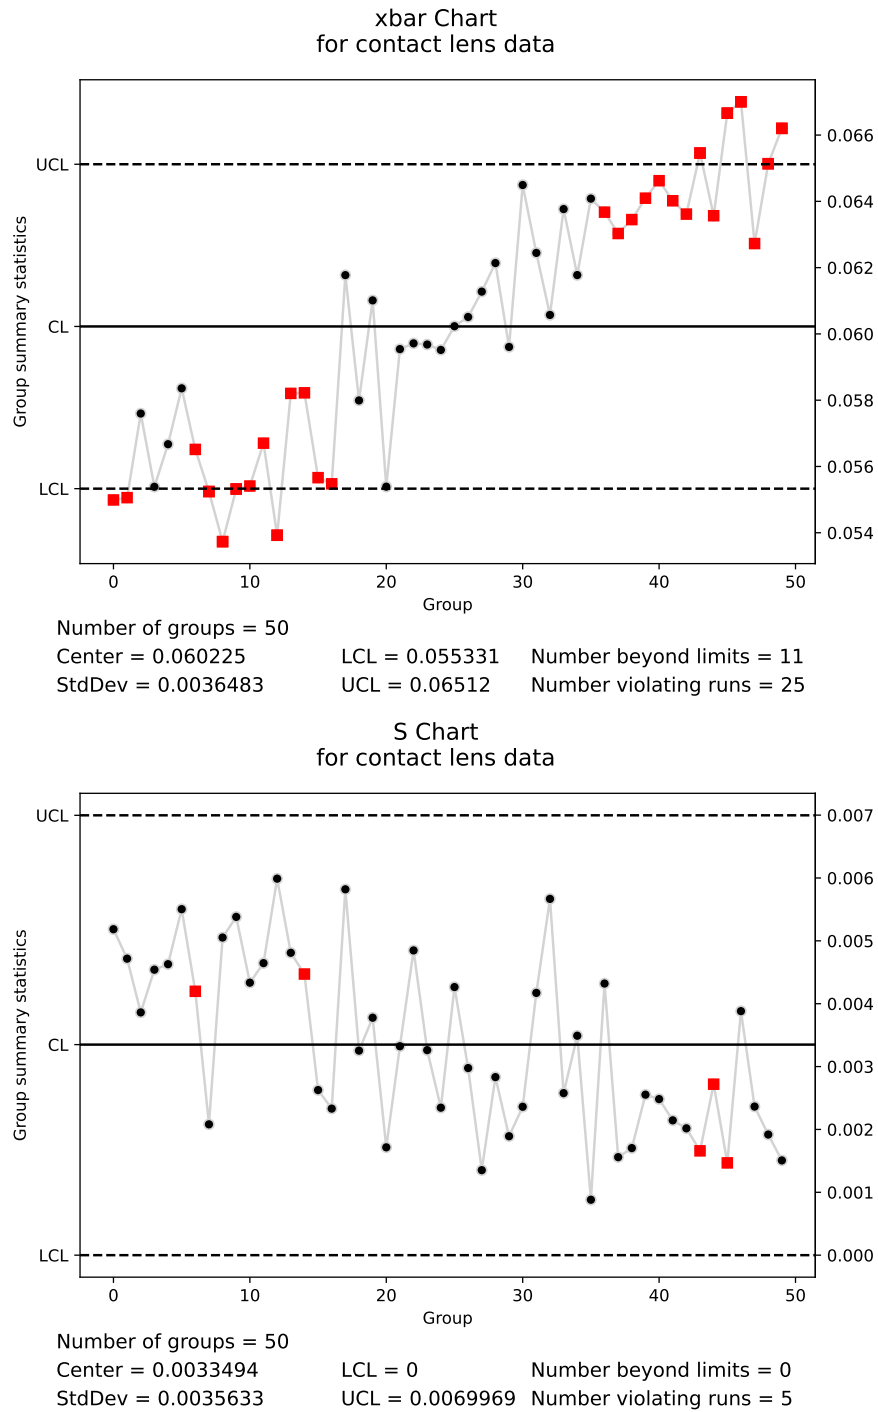 xbar Chart
for contact lens data
Group summary statistics
UCL
CL
LCL
0.066
0.064
0.062
0.060
0.058
0.056
0.054
0 10 20 30 40 50
Group
Number of groups = 50
Center = 0.060225 LCL = 0.055331 Number beyond limits = 11
StdDev = 0.0036483 UCL = 0.06512 Number violating runs = 25
S Chart
for contact lens data
Group summary statistics
UCL
CL
LCL
0.007
0.006
0.005
0.004
0.003
0.002
0.001
0.000
0 10 20 30 40 50
Group
Number of groups = 50
Center = 0.0033494 LCL = 0 Number beyond limits = 0
StdDev = 0.0035633 UCL = 0.0069969 Number violating runs = 5